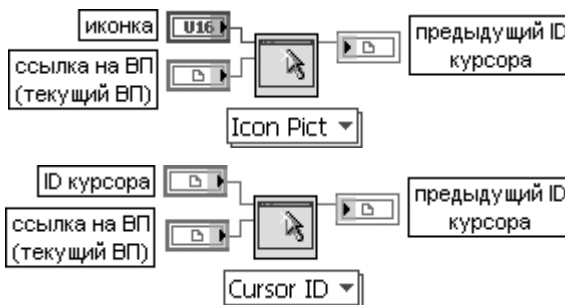 иконка
U16
предыдущий ID
курсора
ссылка на ВП
(текущий ВП)
Icon Pict
ID курсора
предыдущий ID
курсора
ссылка на ВП
(текущий ВП)
Cursor ID